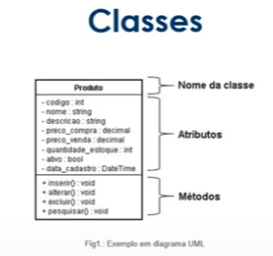 Classes
Produto
Nome da classe
- codigo : int
- nome : string
- descricao : string
- preco_compra : decimal
- preco_venda : decimal
- quantidade_estoque : int
- ativo : bool
- data_cadastro : DateTime
Atributos
+ inserir() : void
+ alterar() : void
+ excluir() : void
+ pesquisar() : void
Métodos
Fig1.: Exemplo em diagrama UML